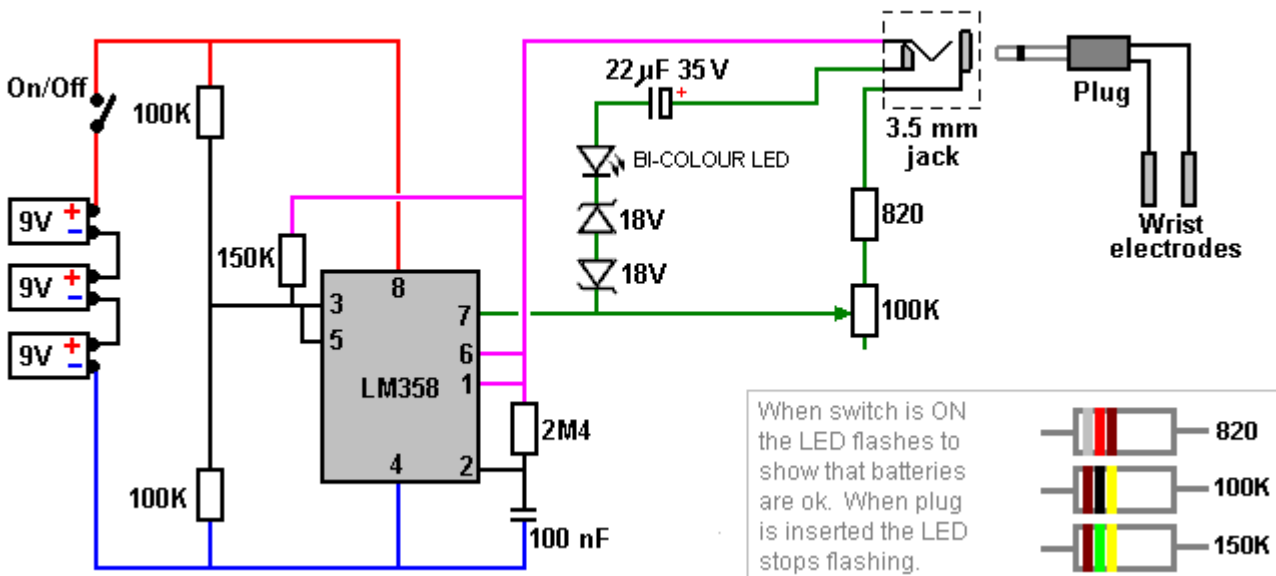 On/Off
100K
9V + –
9V + –
9V + –
150K
100K
3
5
8
7
6
1
LM358
4
2
2M4
100 nF
22 µF 35 V
+
BI-COLOUR LED
18V
18V
3.5 mm
jack
820
100K
Plug
Wrist
electrodes
When switch is ON
the LED flashes to
show that batteries
are ok. When plug
is inserted the LED
stops flashing.
820
100K
150K